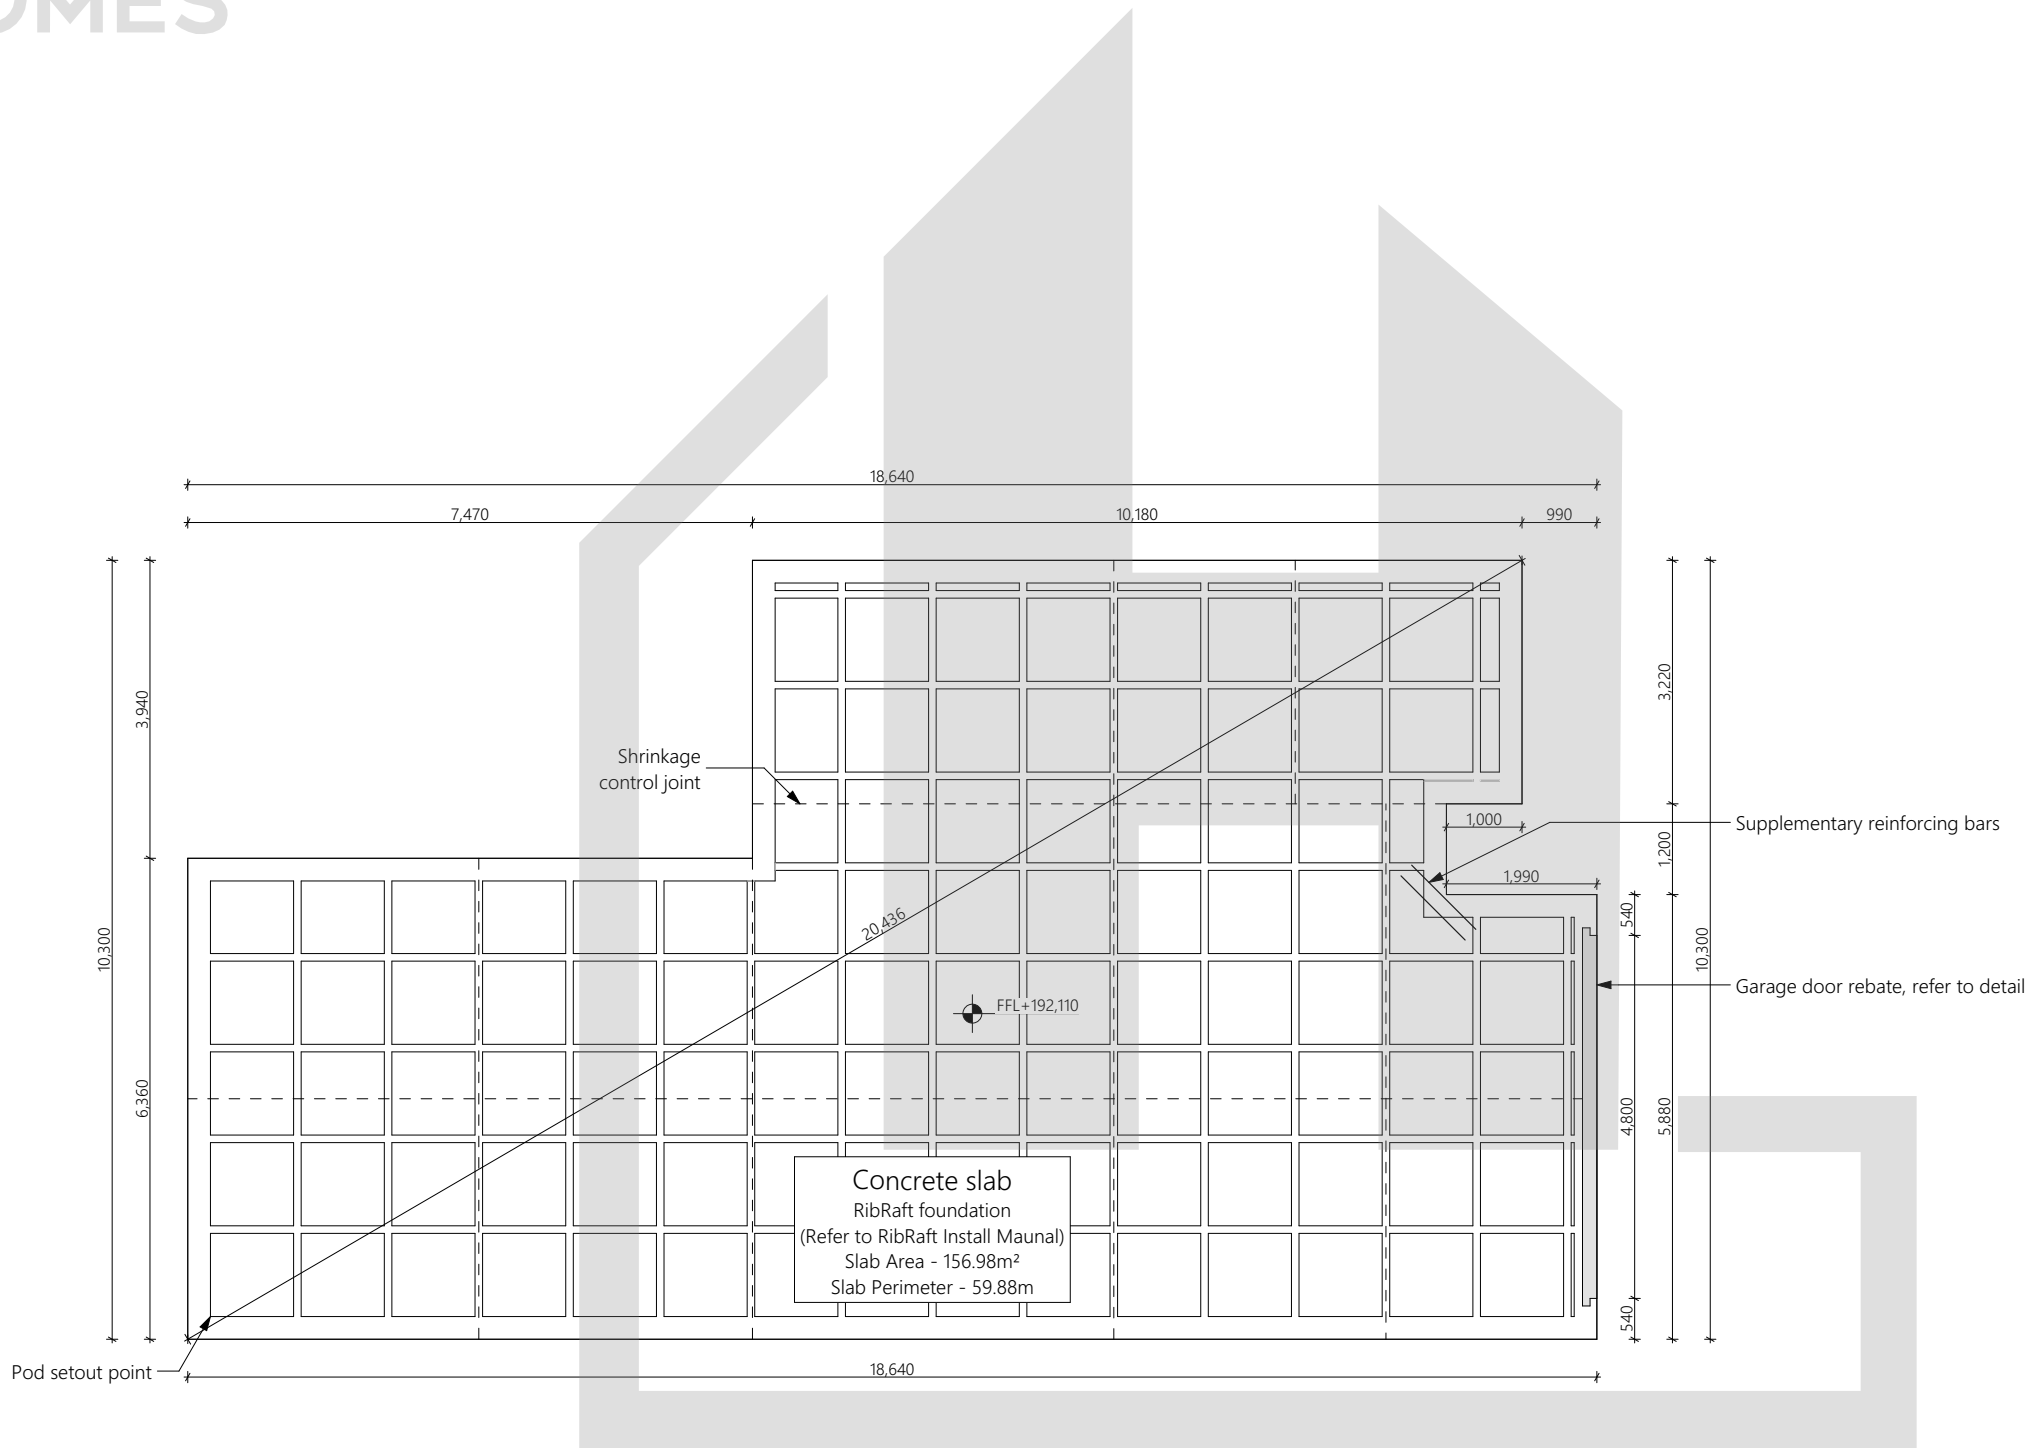 OMES
18,640
7,470
10,180
990
3,940
3,220
Shrinkage
control joint
1,000
Supplementary reinforcing bars
1,200
1,990
540
20,436
10,300
10,300
Garage door rebate, refer to detail
FFL+192,110
6,360
4,800
5,880
Concrete slab
RibRaft foundation
(Refer to RibRaft Install Maunal)
Slab Area - 156.98m²
Slab Perimeter - 59.88m
540
Pod setout point
18,640